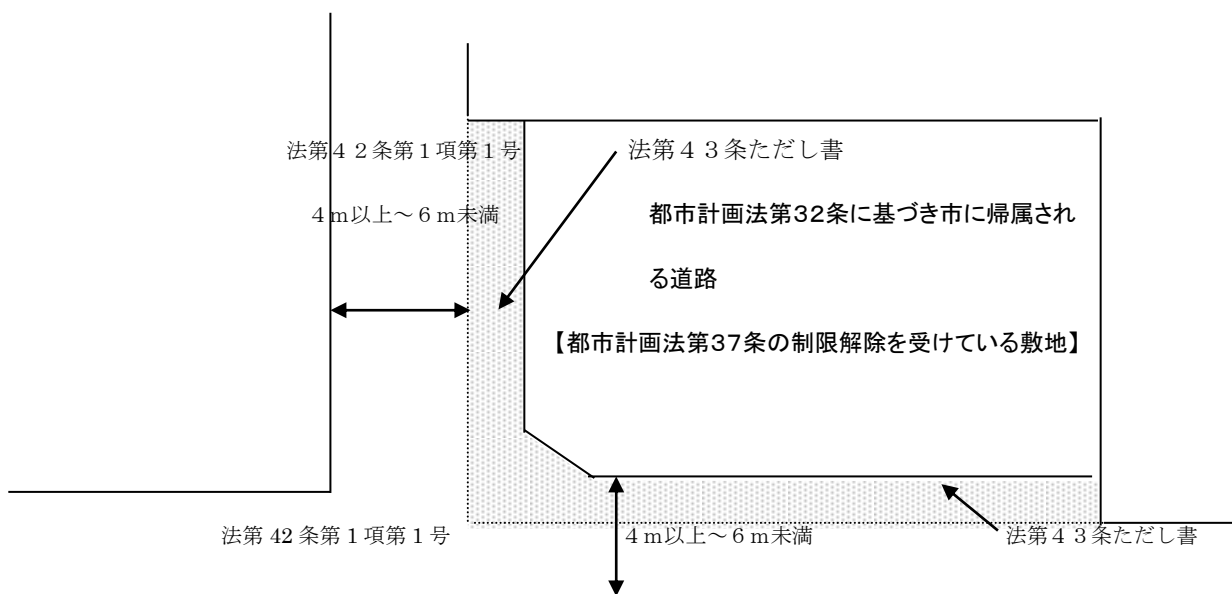 法第４２条第１項第１号
法第４３条ただし書
４ｍ以上～６ｍ未満
都市計画法第32条に基づき市に帰属され
る道路
【都市計画法第37条の制限解除を受けている敷地】
法第 42 条第１項第１号
４ｍ以上～６ｍ未満
法第４３条ただし書